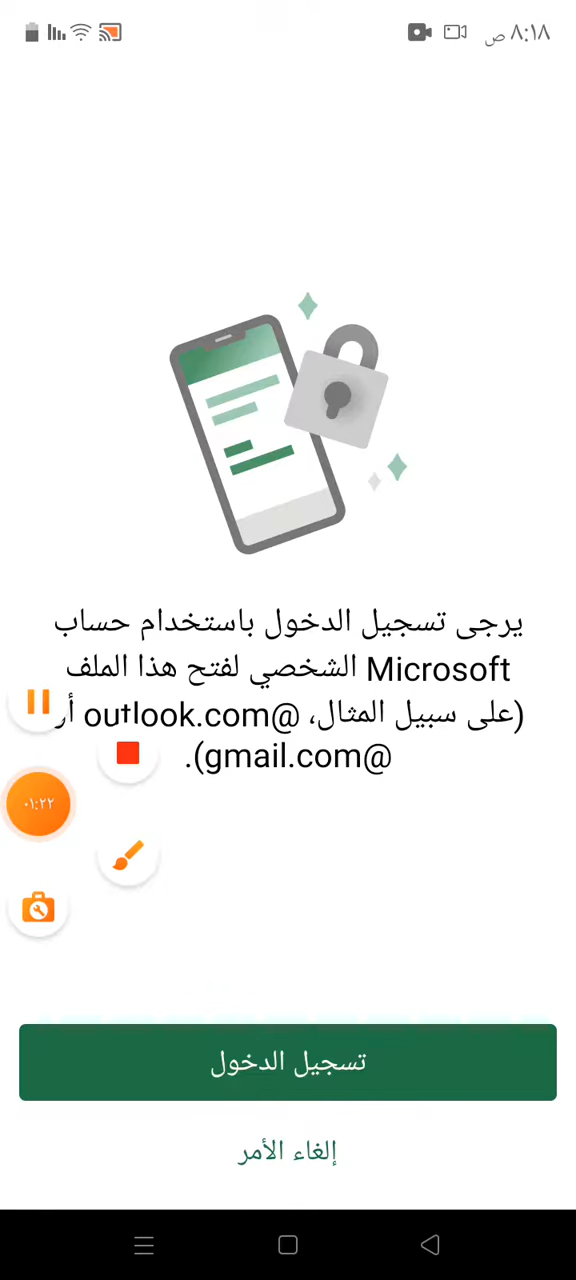 ٨:١٨ ص
يرجى تسجيل الدخول باستخدام حساب
Microsoft الشخصي لفتح هذا الملف
(على سبيل المثال، @outlook.com أو
@gmail.com).
٠١:٢٢
تسجيل الدخول
إلغاء الأمر